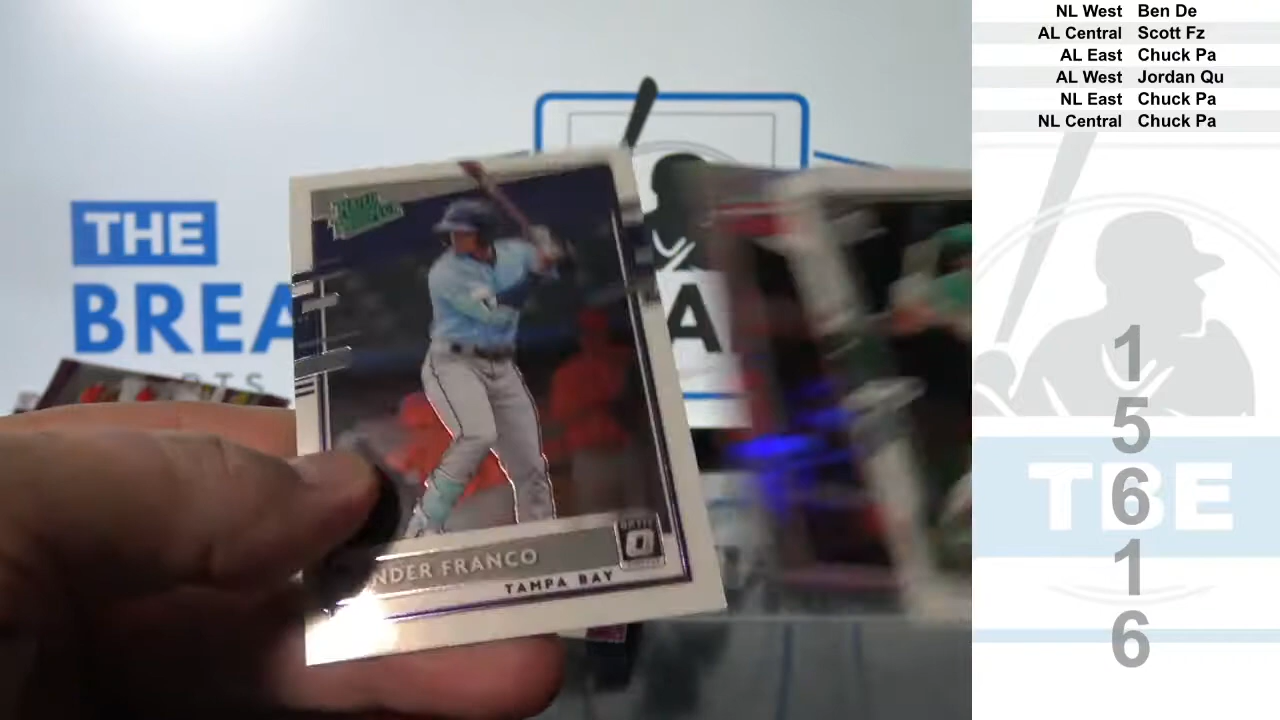 NL West Ben De
AL Central Scott Fz
AL East Chuck Pa
AL West Jordan Qu
NL East Chuck Pa
NL Central Chuck Pa
THE
BREA
A
NDER FRANCO
TAMPA BAY
TBE
1
5
6
1
6